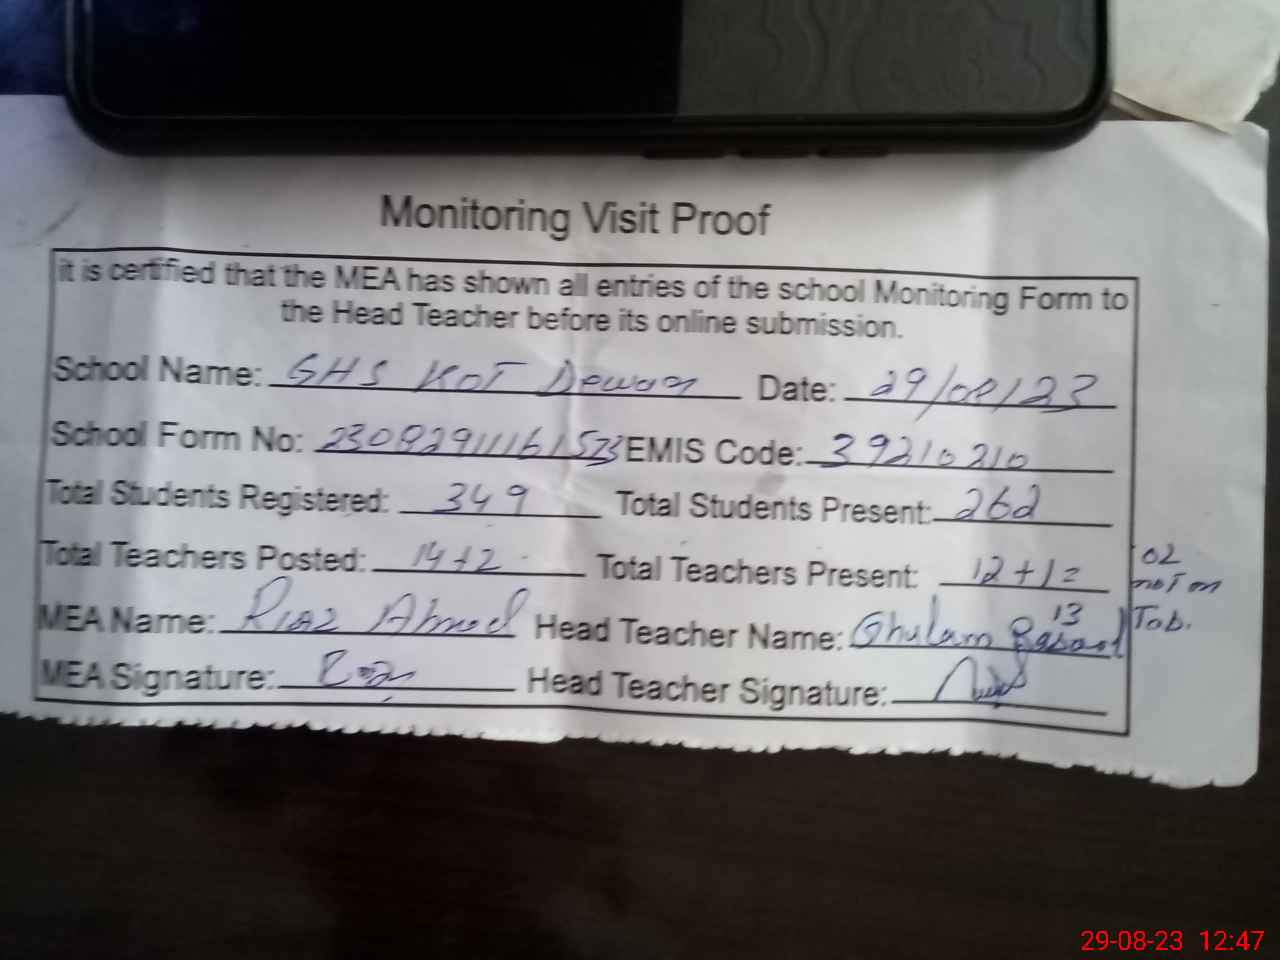 Monitoring Visit Proof
it is certified that the MEA has shown all entries of the school Monitoring Form to
the Head Teacher before its online submission.
School Name: GHS KOT Dewan Date: 29/08/23
School Form No: 23082911161573 EMIS Code: 39210210
Total Students Registered: 349 Total Students Present: 262
Total Teachers Posted: 14+2 Total Teachers Present: 12+1=
13
02
not on
Tab.
MEA Name: Riaz Ahmed Head Teacher Name: Ghulam Rasool
MEA Signature: Head Teacher Signature:
29-08-23 12:47